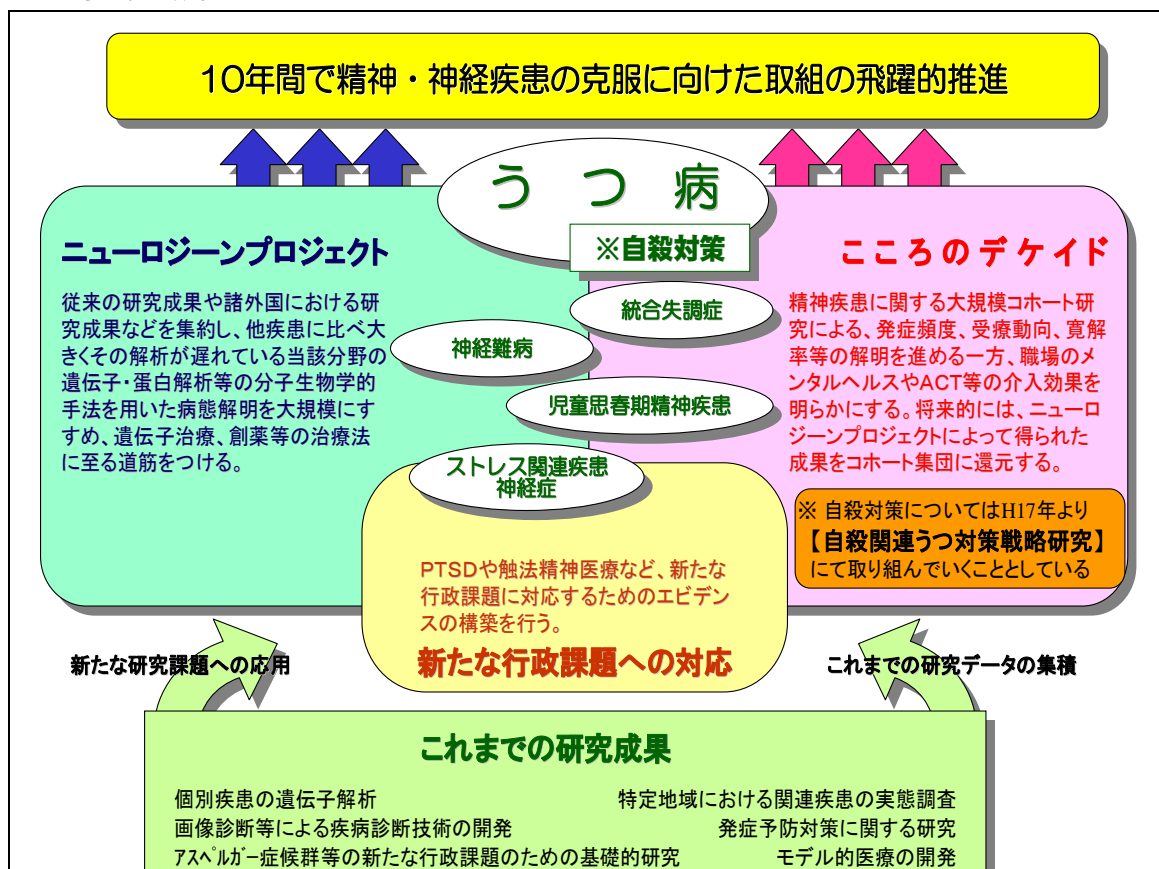 10年間で精神・神経疾患の克服に向けた取組の飛躍的推進
うつ病
※自殺対策
ニューロジーンプロジェクト
従来の研究成果や諸外国における研
究成果などを集約し、他疾患に比べ大
きくその解析が遅れている当該分野の
遺伝子・蛋白解析等の分子生物学的
手法を用いた病態解明を大規模にす
すめ、遺伝子治療、創薬等の治療法
に至る道筋をつける。
統合失調症
神経難病
児童思春期精神疾患
ストレス関連疾患
神経症
こころのデケイド
精神疾患に関する大規模コホート研
究による、発症頻度、受療動向、寛解
率等の解明を進める一方、職場のメ
ンタルヘルスやACT等の介入効果を
明らかにする。将来的には、ニューロ
ジーンプロジェクトによって得られた
成果をコホート集団に還元する。
※ 自殺対策についてはH17年より
【自殺関連うつ対策戦略研究】
にて取り組んでいくこととしている
PTSDや触法精神医療など、新たな
行政課題に対応するためのエビデン
スの構築を行う。
新たな行政課題への対応
新たな研究課題への応用
これまでの研究データの集積
これまでの研究成果
個別疾患の遺伝子解析
特定地域における関連疾患の実態調査
画像診断等による疾病診断技術の開発
発症予防対策に関する研究
アスペルガー症候群等の新たな行政課題のための基礎的研究
モデル的医療の開発